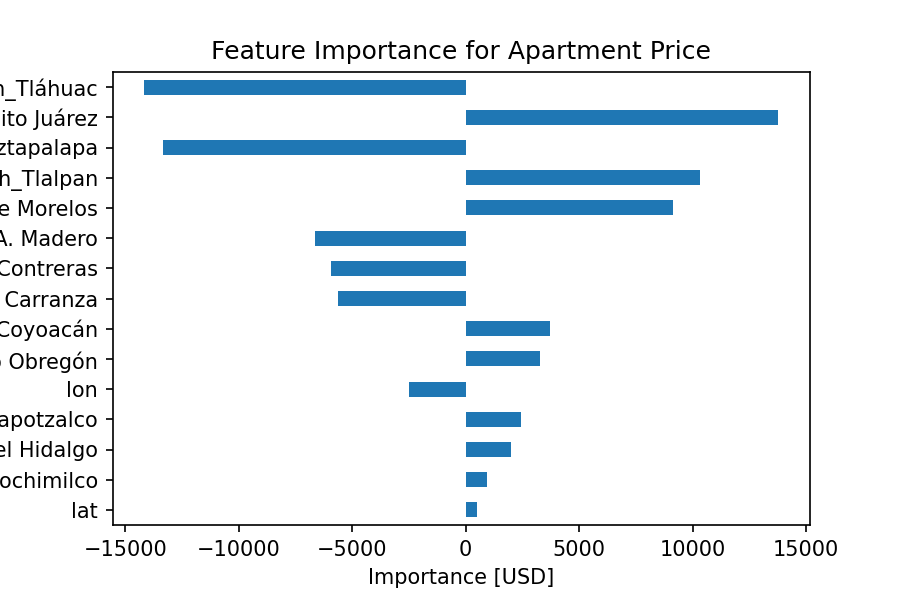 Feature Importance for Apartment Price
h_Tláhuac
ito Juárez
ztapalapa
h_Tlalpan
e Morelos
A. Madero
Contreras
Carranza
Coyoacán
Obregón
lon
apotzalco
el Hidalgo
ochimilco
lat
−15000 −10000 −5000 0 5000 10000 15000
Importance [USD]